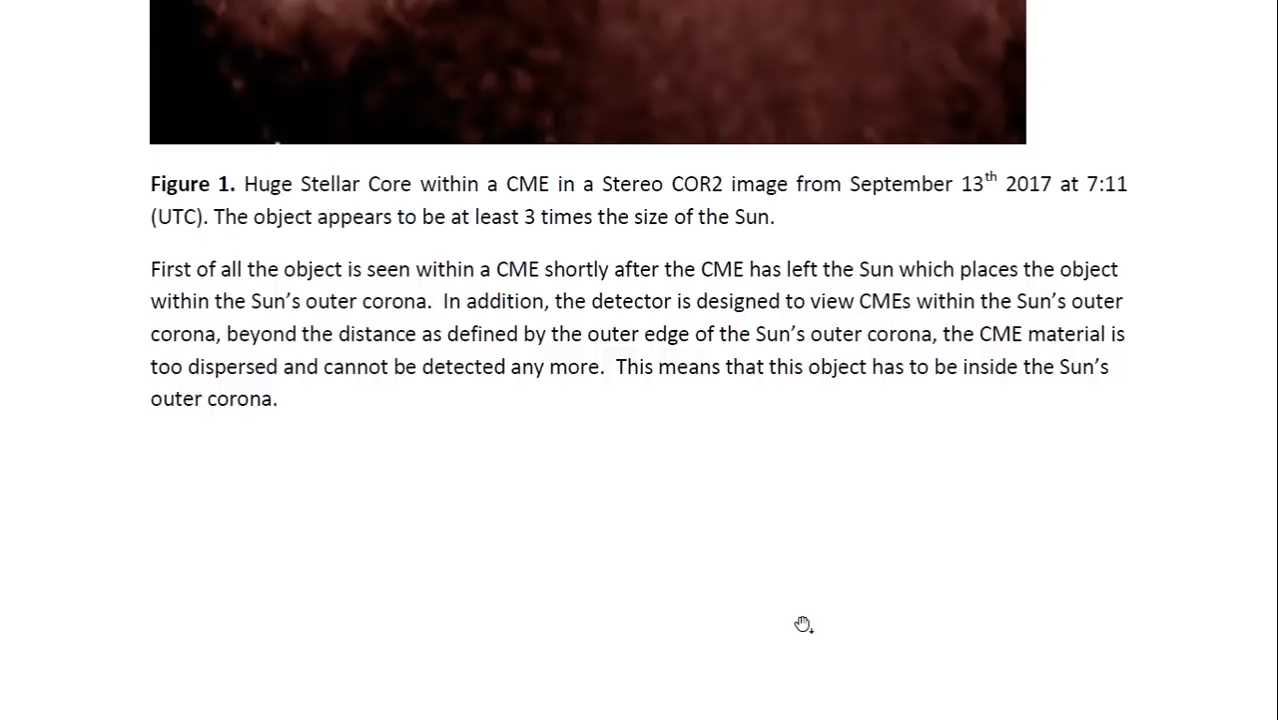 Figure 1. Huge Stellar Core within a CME in a Stereo COR2 image from September 13th 2017 at 7:11
(UTC). The object appears to be at least 3 times the size of the Sun.
First of all the object is seen within a CME shortly after the CME has left the Sun which places the object
within the Sun’s outer corona.  In addition, the detector is designed to view CMEs within the Sun’s outer
corona, beyond the distance as defined by the outer edge of the Sun’s outer corona, the CME material is
too dispersed and cannot be detected any more.  This means that this object has to be inside the Sun’s
outer corona.